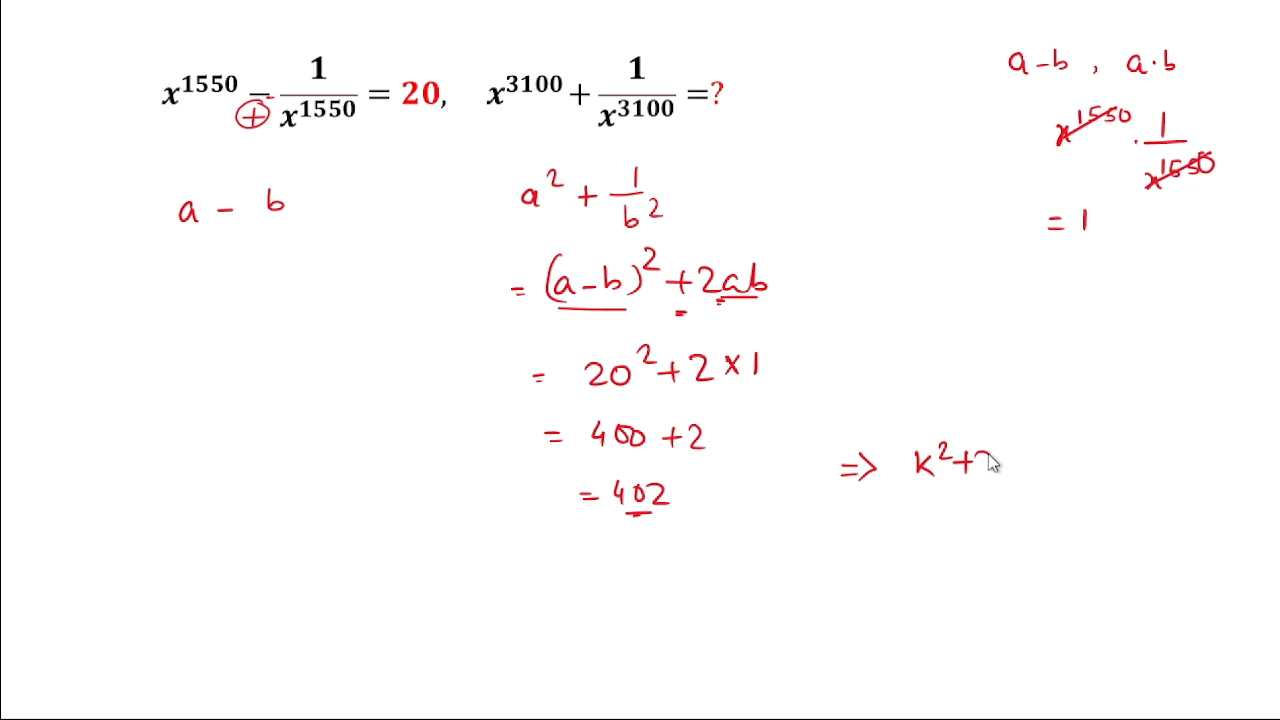 x^1550 − 1/x^1550 = 20, x^3100 + 1/x^3100 =?
+
a - b , a·b
x^1550 · 1/x^1550
= 1
a - b
a² + 1/b²
= (a-b)² + 2ab
= 20² + 2 × 1
= 400 + 2
= 402
=> k² +